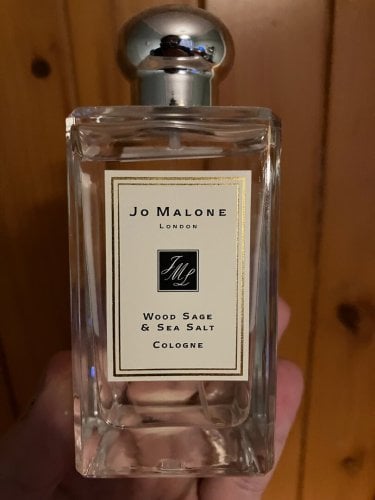 JO MALONE
LONDON
JML
WOOD SAGE
& SEA SALT
COLOGNE